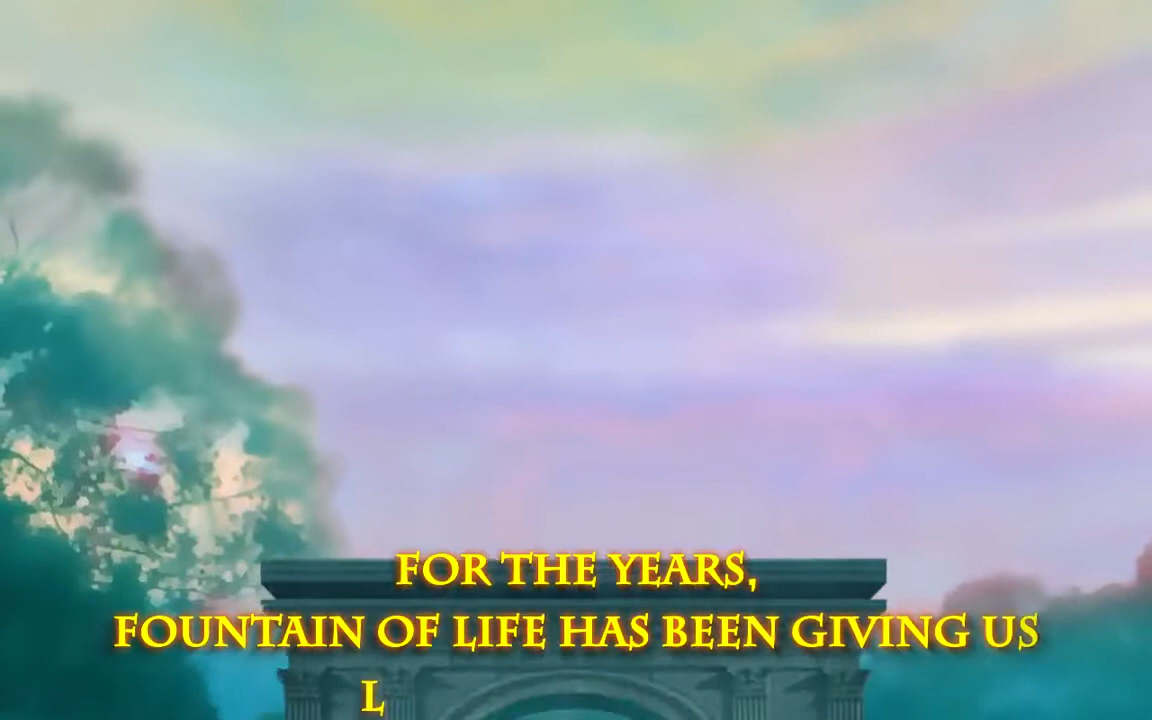 FOR THE YEARS,
FOUNTAIN OF LIFE HAS BEEN GIVING US
L